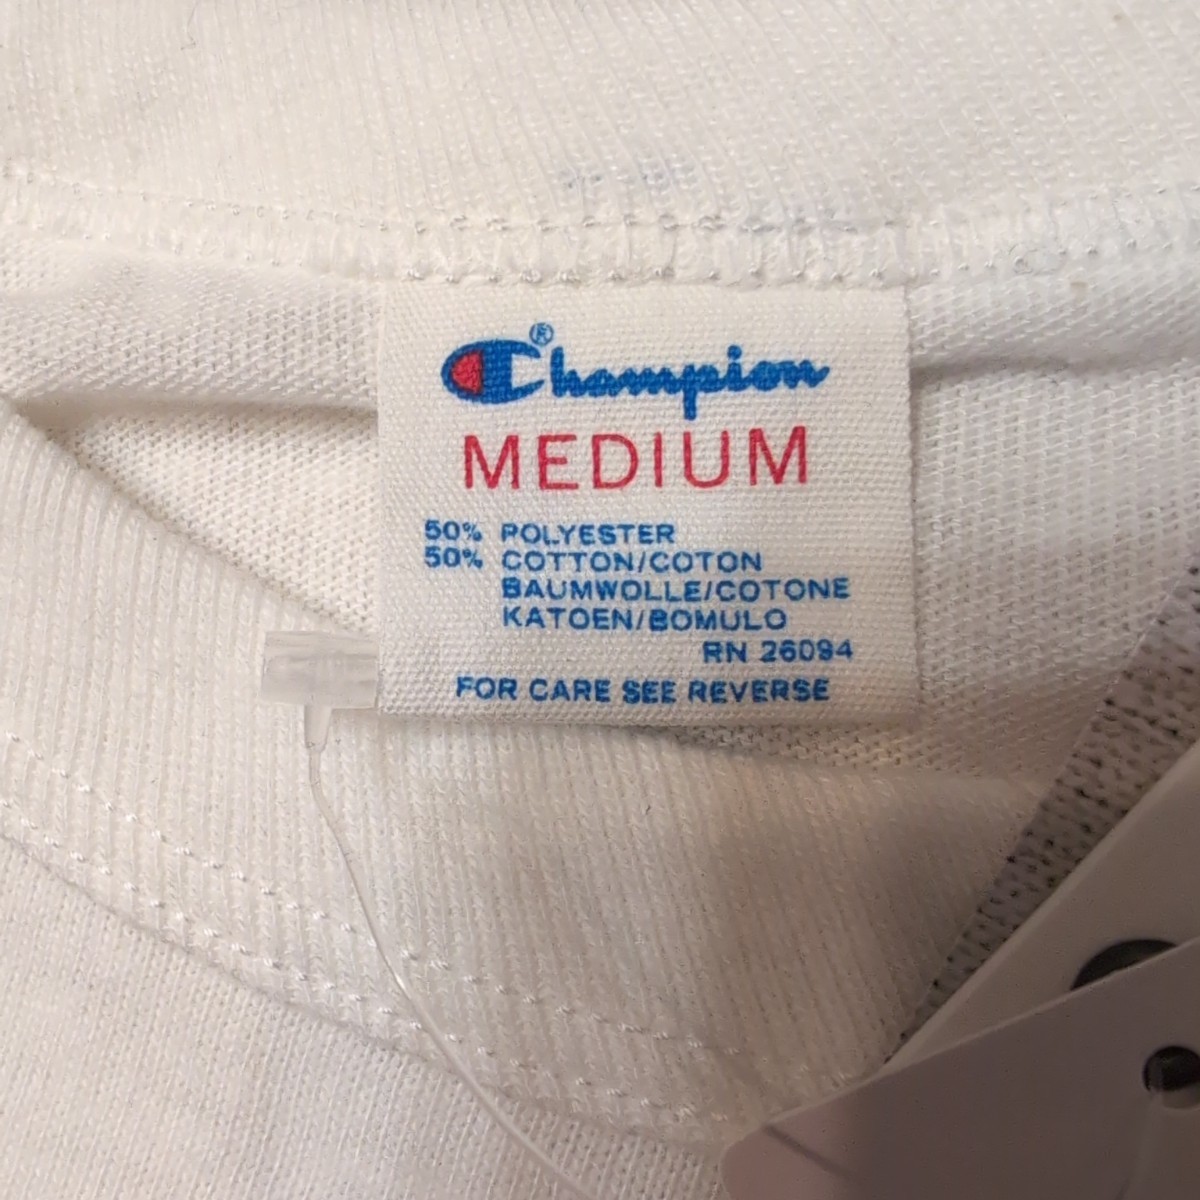 Champion®
MEDIUM
50% POLYESTER
50% COTTON/COTON
BAUMWOLLE/COTONE
KATOEN/BOMULO
RN 26094
FOR CARE SEE REVERSE